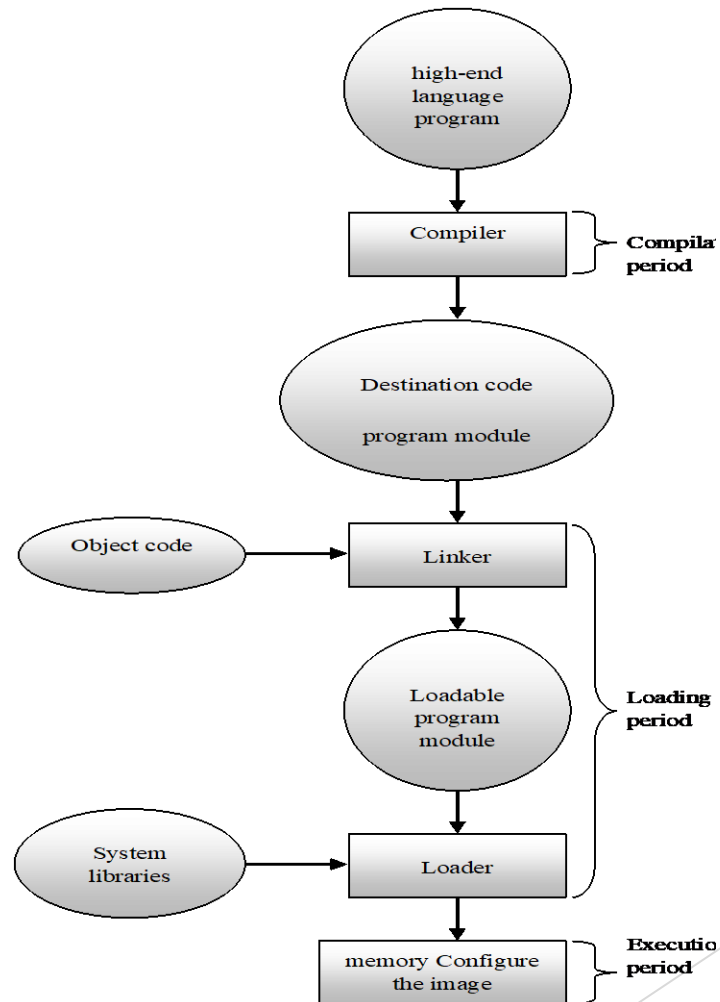 high-end
language
program
Compiler
Compilat
period
Destination code
program module
Object code
Linker
Loadable
program
module
Loading
period
System
libraries
Loader
memory Configure
the image
Executio
period